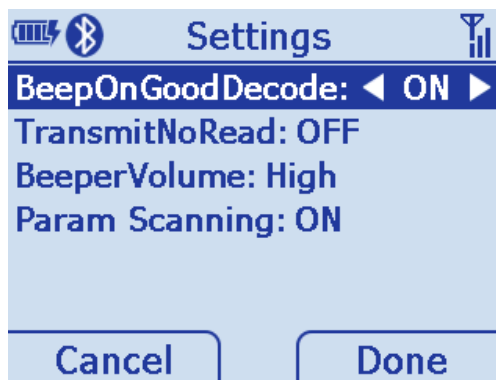 Settings
BeepOnGoodDecode: ◀ ON ▶
TransmitNoRead: OFF
BeeperVolume: High
Param Scanning: ON
Cancel Done